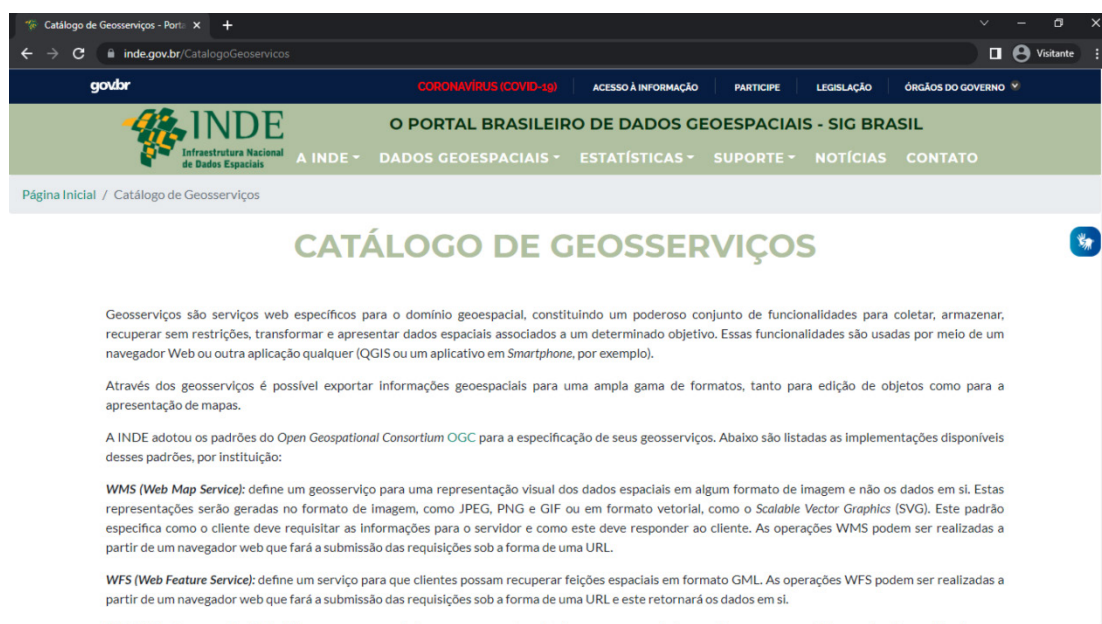 Catálogo de Geosserviços - Porta
inde.gov.br/CatalogoGeoservicos
Visitante
govbr
CORONAVÍRUS (COVID-19)
ACESSO À INFORMAÇÃO
PARTICIPE
LEGISLAÇÃO
ÓRGÃOS DO GOVERNO
INDE
Infraestrutura Nacional
de Dados Espaciais
O PORTAL BRASILEIRO DE DADOS GEOESPACIAIS - SIG BRASIL
A INDE
DADOS GEOESPACIAIS
ESTATÍSTICAS
SUPORTE
NOTÍCIAS
CONTATO
Página Inicial / Catálogo de Geosserviços
CATÁLOGO DE GEOSSERVIÇOS
Geosserviços são serviços web específicos para o domínio geoespacial, constituindo um poderoso conjunto de funcionalidades para coletar, armazenar,
recuperar sem restrições, transformar e apresentar dados espaciais associados a um determinado objetivo. Essas funcionalidades são usadas por meio de um
navegador Web ou outra aplicação qualquer (QGIS ou um aplicativo em Smartphone, por exemplo).
Através dos geosserviços é possível exportar informações geoespaciais para uma ampla gama de formatos, tanto para edição de objetos como para a
apresentação de mapas.
A INDE adotou os padrões do Open Geospational Consortium OGC para a especificação de seus geosserviços. Abaixo são listadas as implementações disponíveis
desses padrões, por instituição:
WMS (Web Map Service): define um geosserviço para uma representação visual dos dados espaciais em algum formato de imagem e não os dados em si. Estas
representações serão geradas no formato de imagem, como JPEG, PNG e GIF ou em formato vetorial, como o Scalable Vector Graphics (SVG). Este padrão
especifica como o cliente deve requisitar as informações para o servidor e como este deve responder ao cliente. As operações WMS podem ser realizadas a
partir de um navegador web que fará a submissão das requisições sob a forma de uma URL.
WFS (Web Feature Service): define um serviço para que clientes possam recuperar feições espaciais em formato GML. As operações WFS podem ser realizadas a
partir de um navegador web que fará a submissão das requisições sob a forma de uma URL e este retornará os dados em si.